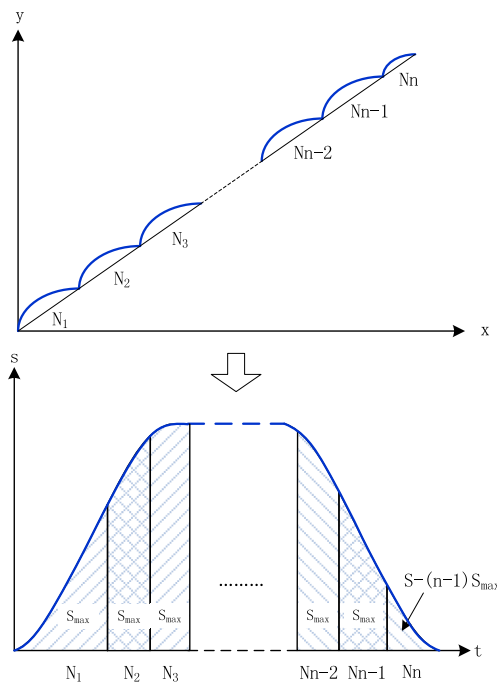 y
Nn
Nn-1
Nn-2
N₃
N₂
N₁
x
s
.........
S-(n-1)Smax
Smax Smax Smax Smax Smax
t
N₁ N₂ N₃ Nn-2 Nn-1 Nn